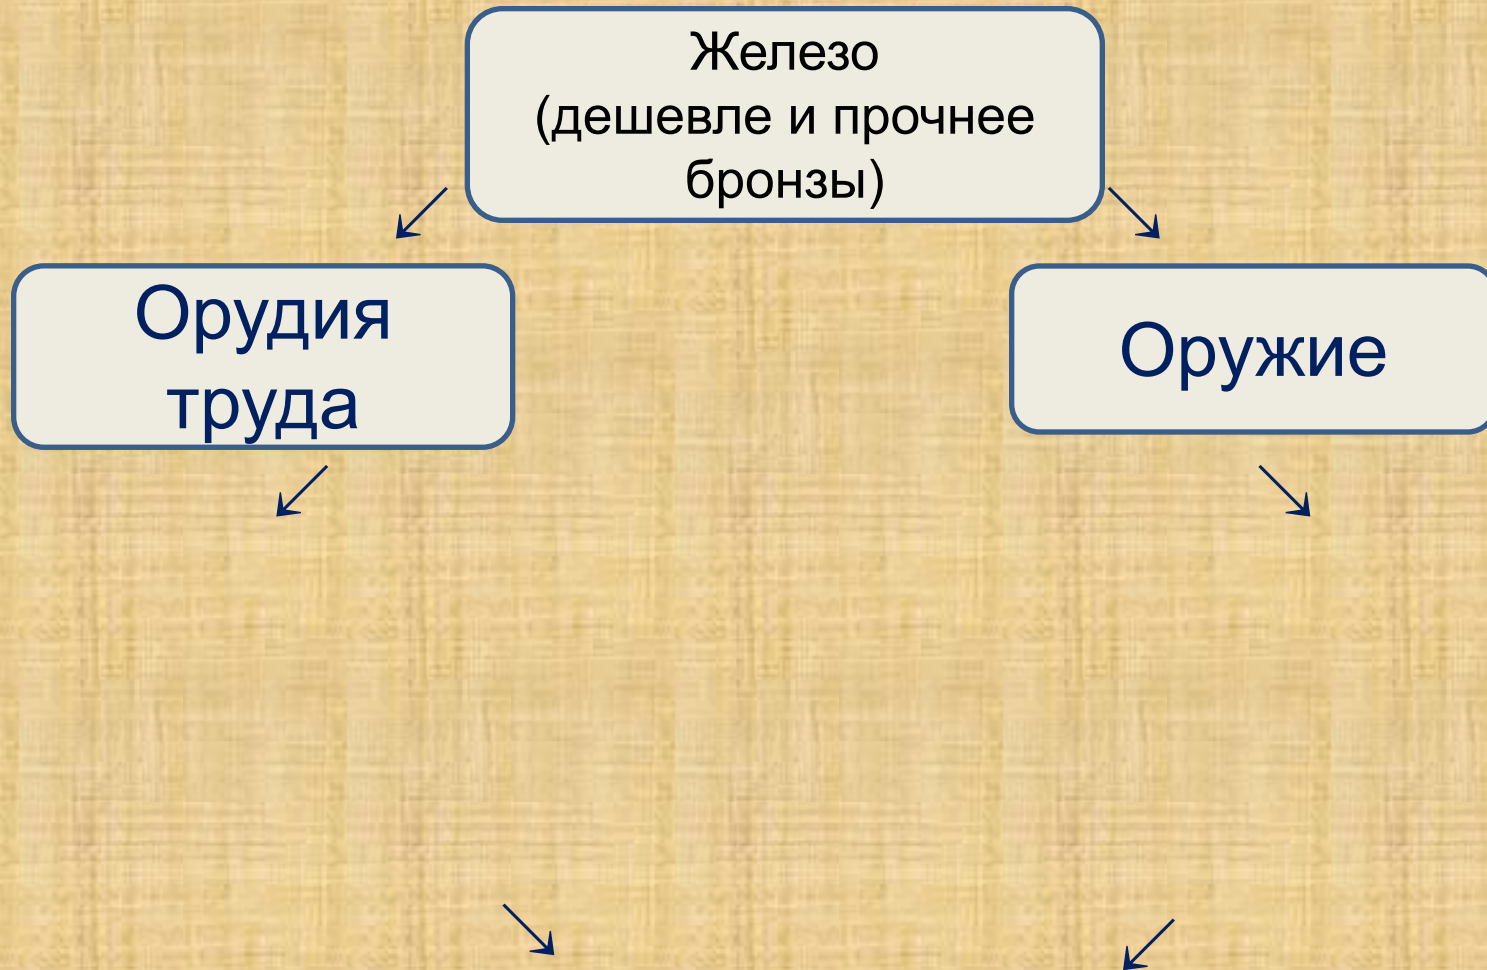 Железо
(дешевле и прочнее
бронзы)
Орудия
труда
Оружие